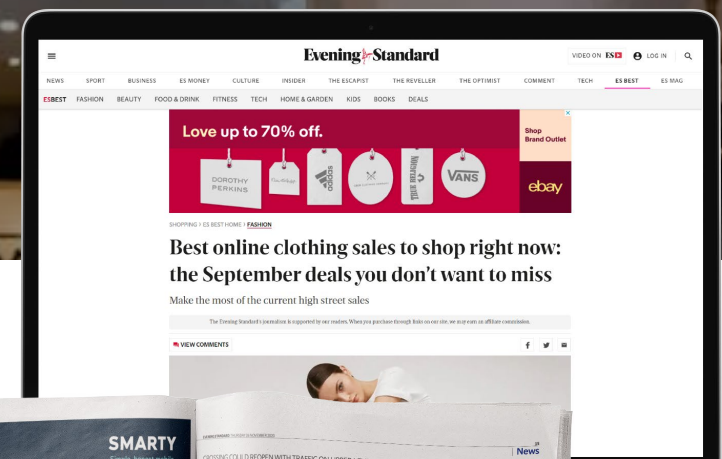 Evening Standard
VIDEO ON ES
LOG IN
NEWS SPORT BUSINESS ES MONEY CULTURE INSIDER THE ESCAPIST THE REVELLER THE OPTIMIST COMMENT TECH ES BEST ES MAG
ESBEST FASHION BEAUTY FOOD & DRINK FITNESS TECH HOME & GARDEN KIDS BOOKS DEALS
Love up to 70% off.
Shop
Brand Outlet
DOROTHY
PERKINS
adidas
TRUE RELIGION
VANS
ebay
SHOPPING > ES BEST HOME > FASHION
Best online clothing sales to shop right now:
the September deals you don't want to miss
Make the most of the current high street sales
The Evening Standard's journalism is supported by our readers. When you purchase through links on our site, we may earn an affiliate commission.
VIEW COMMENTS
SMARTY
News